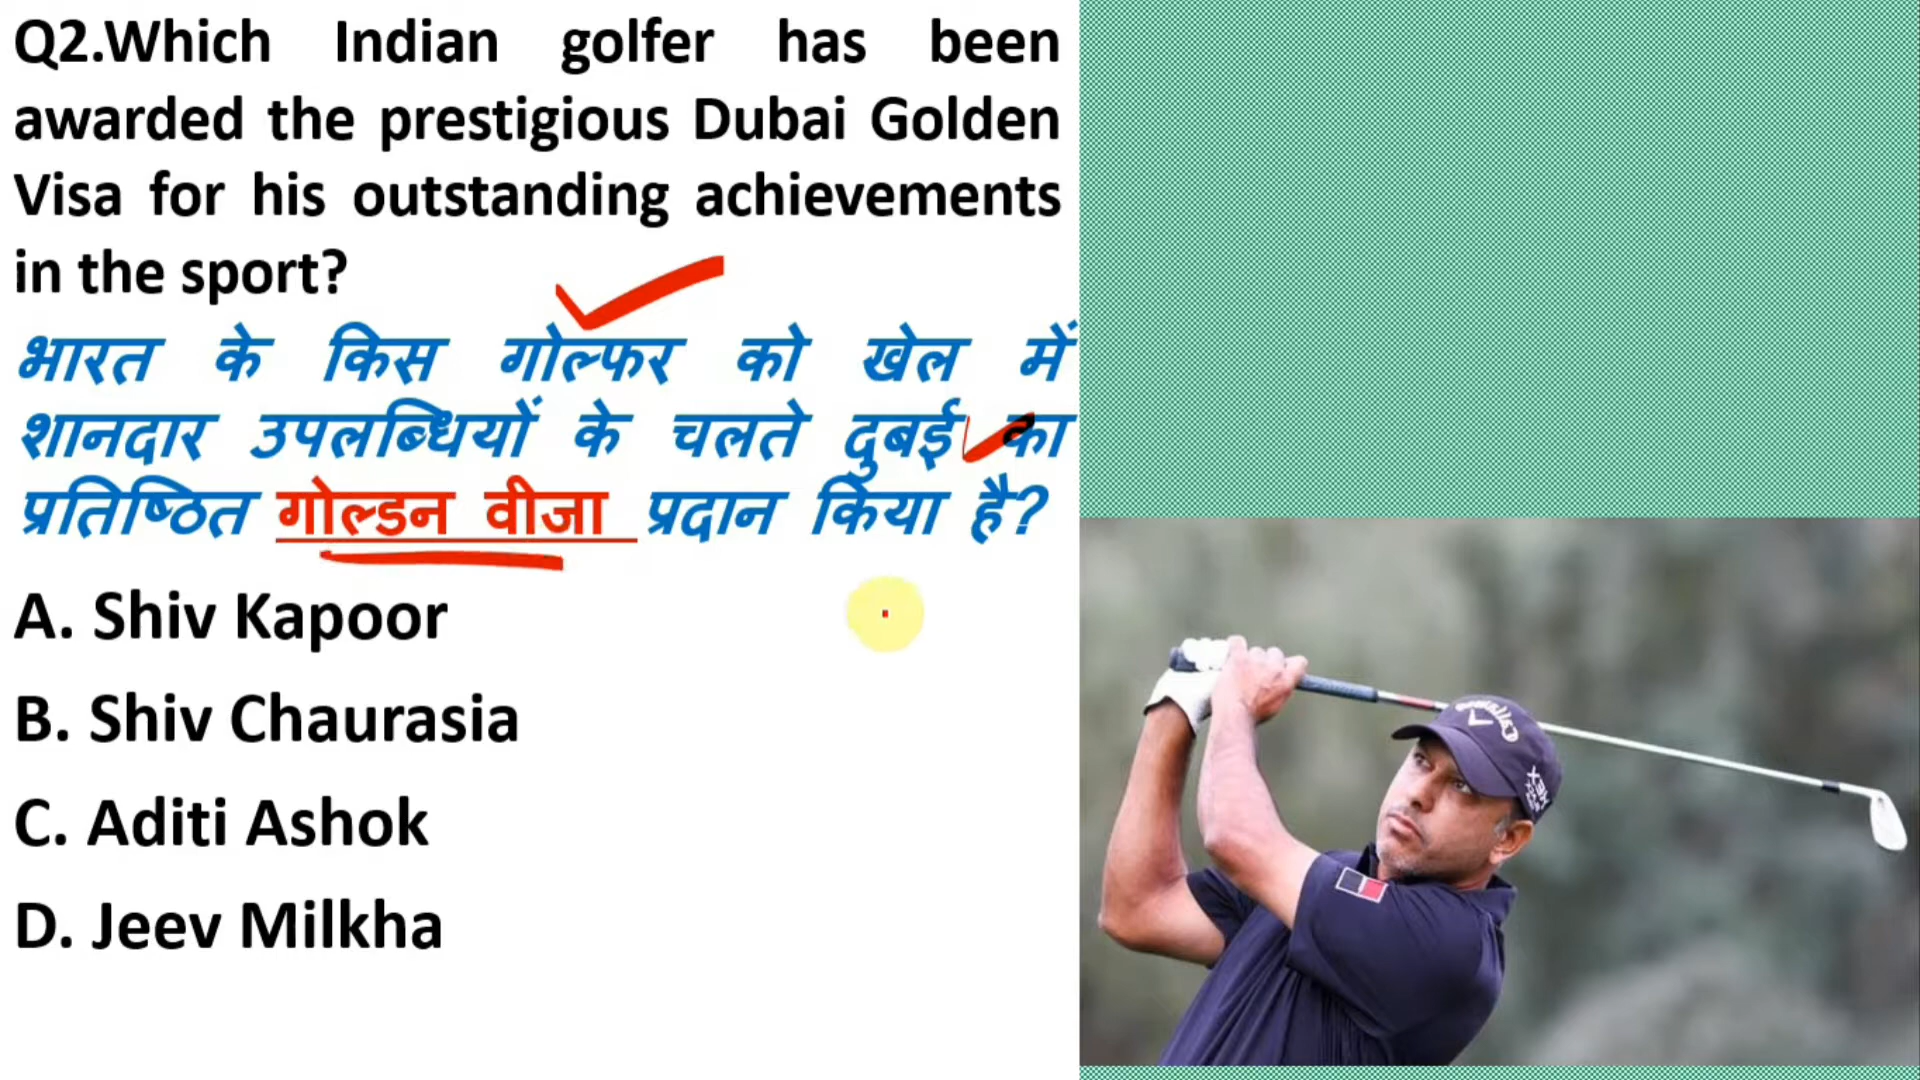 Q2.Which Indian golfer has been
awarded the prestigious Dubai Golden
Visa for his outstanding achievements
in the sport?
भारत के किस गोल्फर को खेल में
शानदार उपलब्धियों के चलते दुबई का
प्रतिष्ठित गोल्डन वीजा प्रदान किया है?
A. Shiv Kapoor
B. Shiv Chaurasia
C. Aditi Ashok
D. Jeev Milkha
Callaway